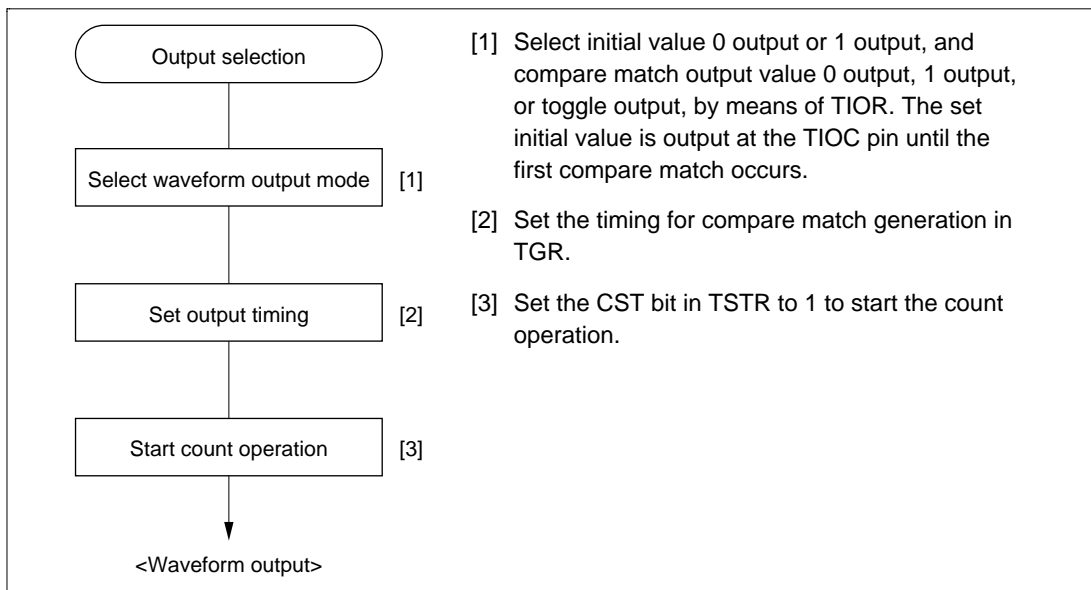 Output selection
Select waveform output mode [1]
Set output timing [2]
Start count operation [3]
<Waveform output>
[1] Select initial value 0 output or 1 output, and
compare match output value 0 output, 1 output,
or toggle output, by means of TIOR. The set
initial value is output at the TIOC pin until the
first compare match occurs.
[2] Set the timing for compare match generation in
TGR.
[3] Set the CST bit in TSTR to 1 to start the count
operation.